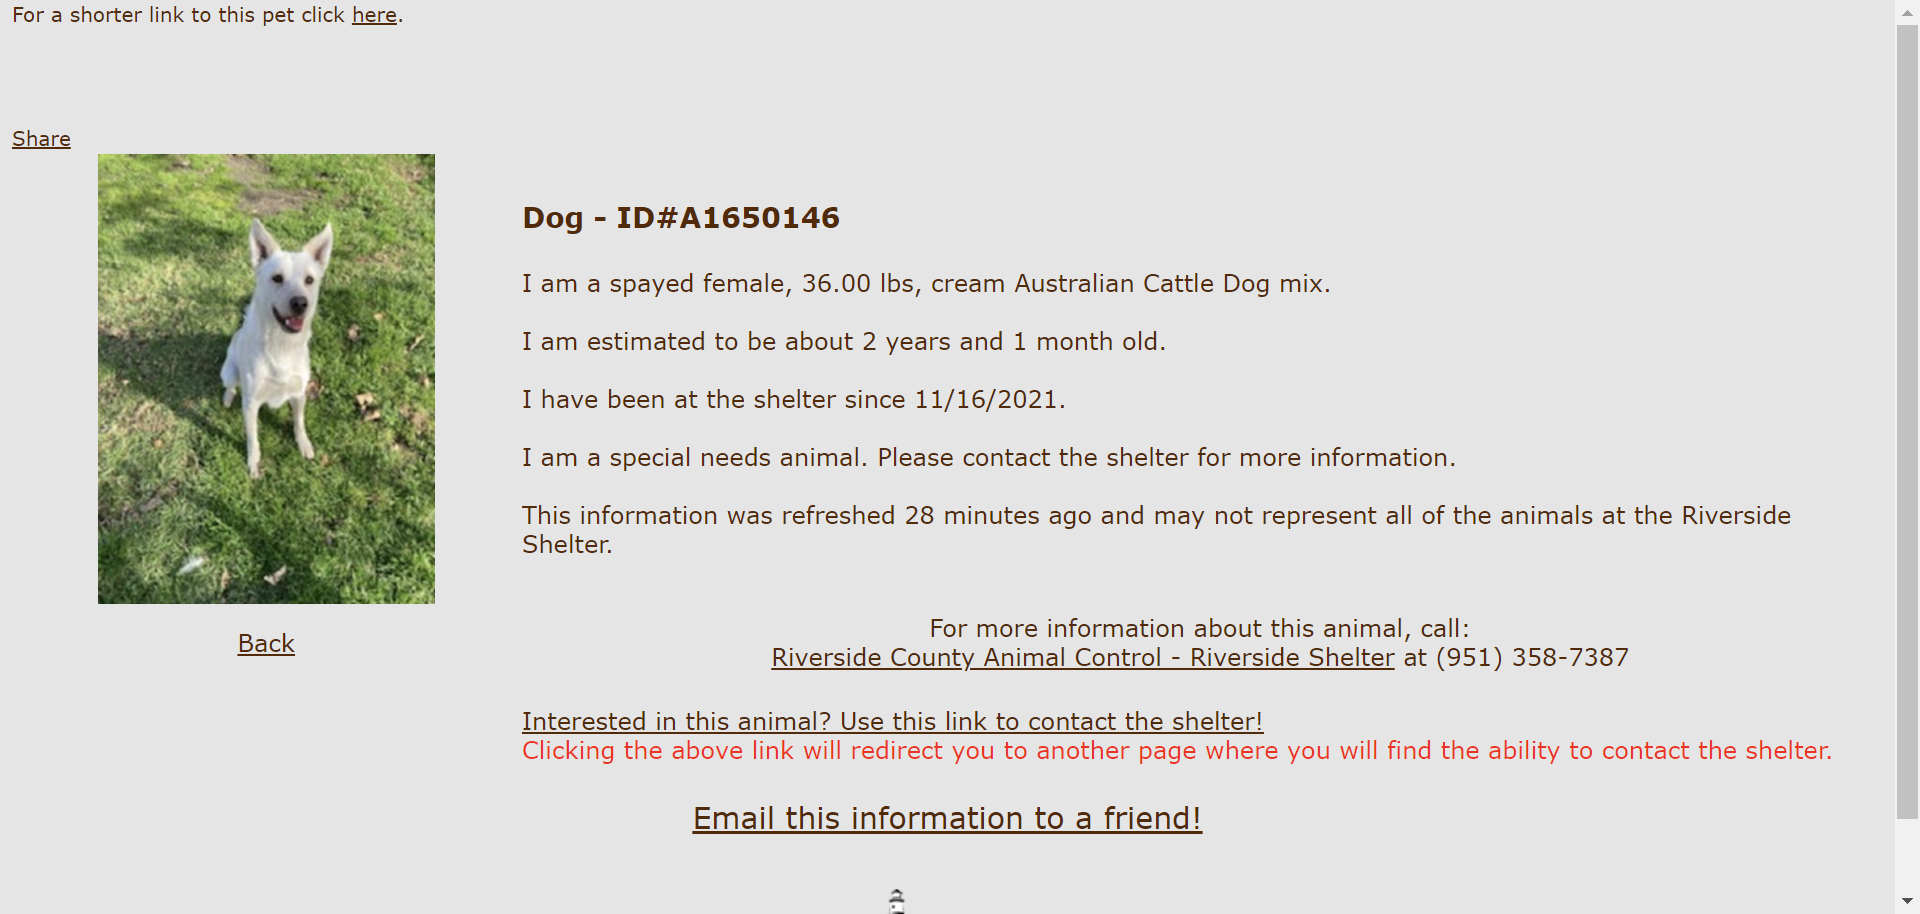 For a shorter link to this pet click here.
Share
Dog - ID#A1650146
I am a spayed female, 36.00 lbs, cream Australian Cattle Dog mix.
I am estimated to be about 2 years and 1 month old.
I have been at the shelter since 11/16/2021.
I am a special needs animal. Please contact the shelter for more information.
This information was refreshed 28 minutes ago and may not represent all of the animals at the Riverside
Shelter.
Back
For more information about this animal, call:
Riverside County Animal Control - Riverside Shelter at (951) 358-7387
Interested in this animal? Use this link to contact the shelter!
Clicking the above link will redirect you to another page where you will find the ability to contact the shelter.
Email this information to a friend!